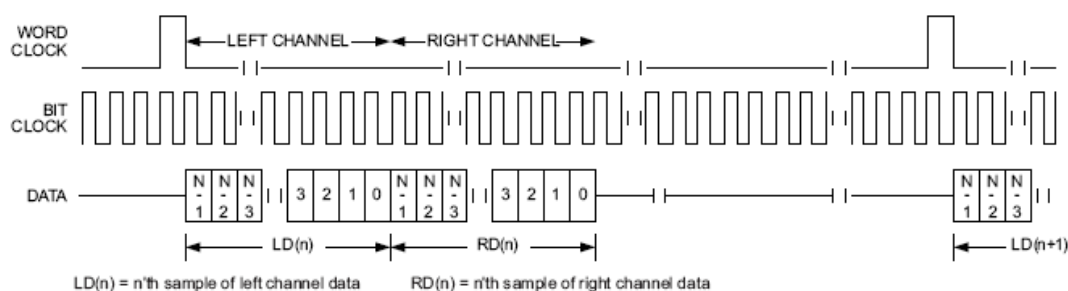 WORD
CLOCK
LEFT CHANNEL
RIGHT CHANNEL
BIT
CLOCK
DATA
N-1 N-2 N-3 3 2 1 0 N-1 N-2 N-3 3 2 1 0 N-1 N-2 N-3
LD(n) RD(n) LD(n+1)
LD(n) = n'th sample of left channel data RD(n) = n'th sample of right channel data